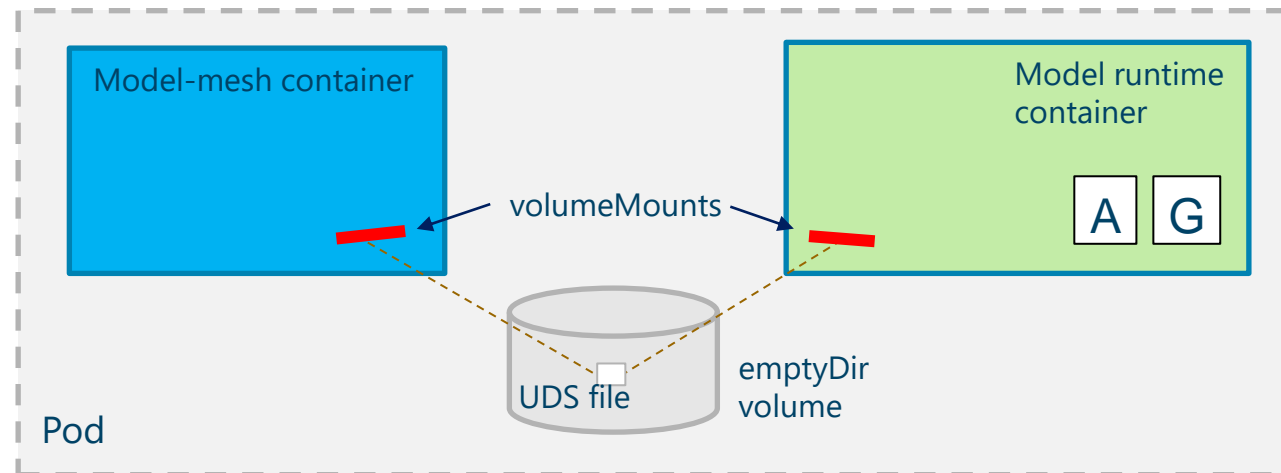 Model-mesh container
Model runtime
container
A G
volumeMounts
UDS file
emptyDir
volume
Pod